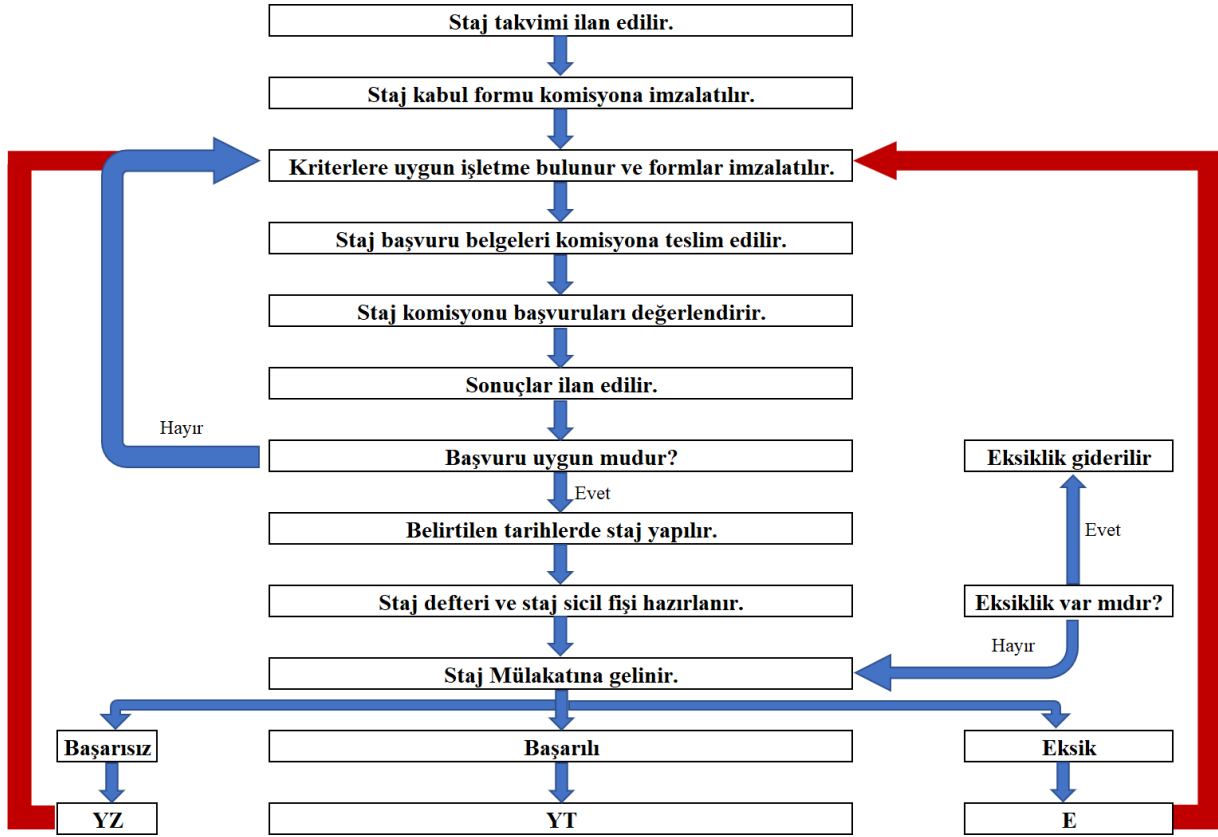 Staj takvimi ilan edilir.
Staj kabul formu komisyona imzalatılır.
Kriterlere uygun işletme bulunur ve formlar imzalatılır.
Staj başvuru belgeleri komisyona teslim edilir.
Staj komisyonu başvuruları değerlendirir.
Sonuçlar ilan edilir.
Hayır
Başvuru uygun mudur?
Eksiklik giderilir
Evet
Belirtilen tarihlerde staj yapılır.
Evet
Staj defteri ve staj sicil fişi hazırlanır.
Eksiklik var mıdır?
Hayır
Staj Mülakatına gelinir.
Başarısız
Başarılı
Eksik
YZ
YT
E